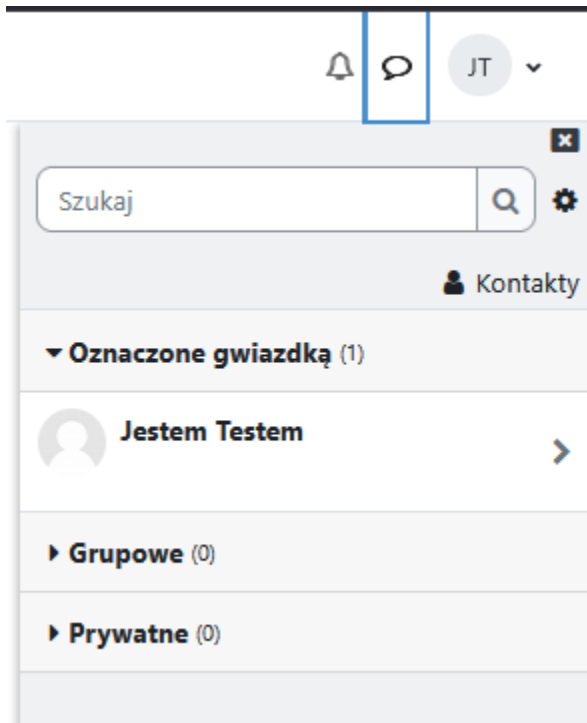 JT
Szukaj
Kontakty
Oznaczone gwiazdką (1)
Jestem Testem
Grupowe (0)
Prywatne (0)